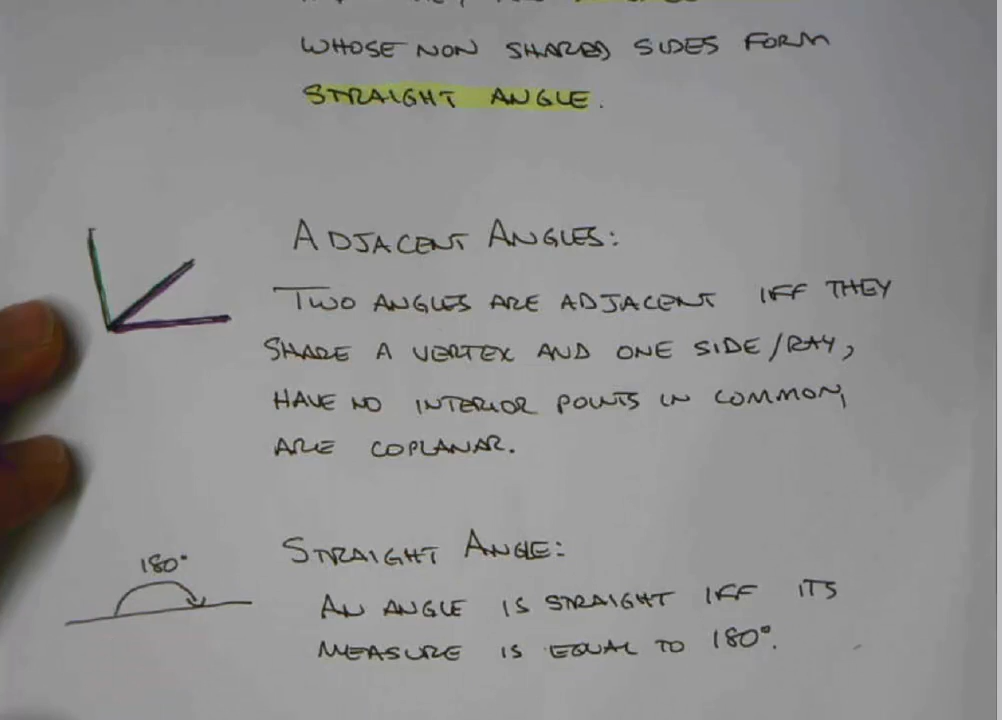 WHOSE NON SHARED SIDES FORM
STRAIGHT ANGLE.
ADJACENT ANGLES:
TWO ANGLES ARE ADJACENT IFF THEY
SHARE A VERTEX AND ONE SIDE/RAY,
HAVE NO INTERIOR POINTS IN COMMON,
ARE COPLANAR.
STRAIGHT ANGLE:
180°
AN ANGLE IS STRAIGHT IFF ITS
MEASURE IS EQUAL TO 180°.